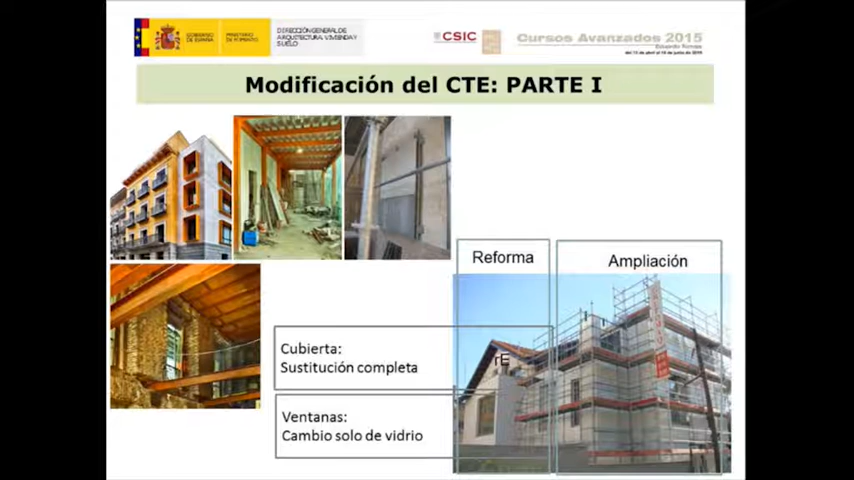 GOBIERNO DE ESPAÑA
MINISTERIO DE FOMENTO
DIRECCIÓN GENERAL DE
ARQUITECTURA, VIVIENDA Y
SUELO
CSIC
Cursos Avanzados 2015
Eduardo Torroja
Modificación del CTE: PARTE I
Reforma
Ampliación
rE
Cubierta:
Sustitución completa
Ventanas:
Cambio solo de vidrio